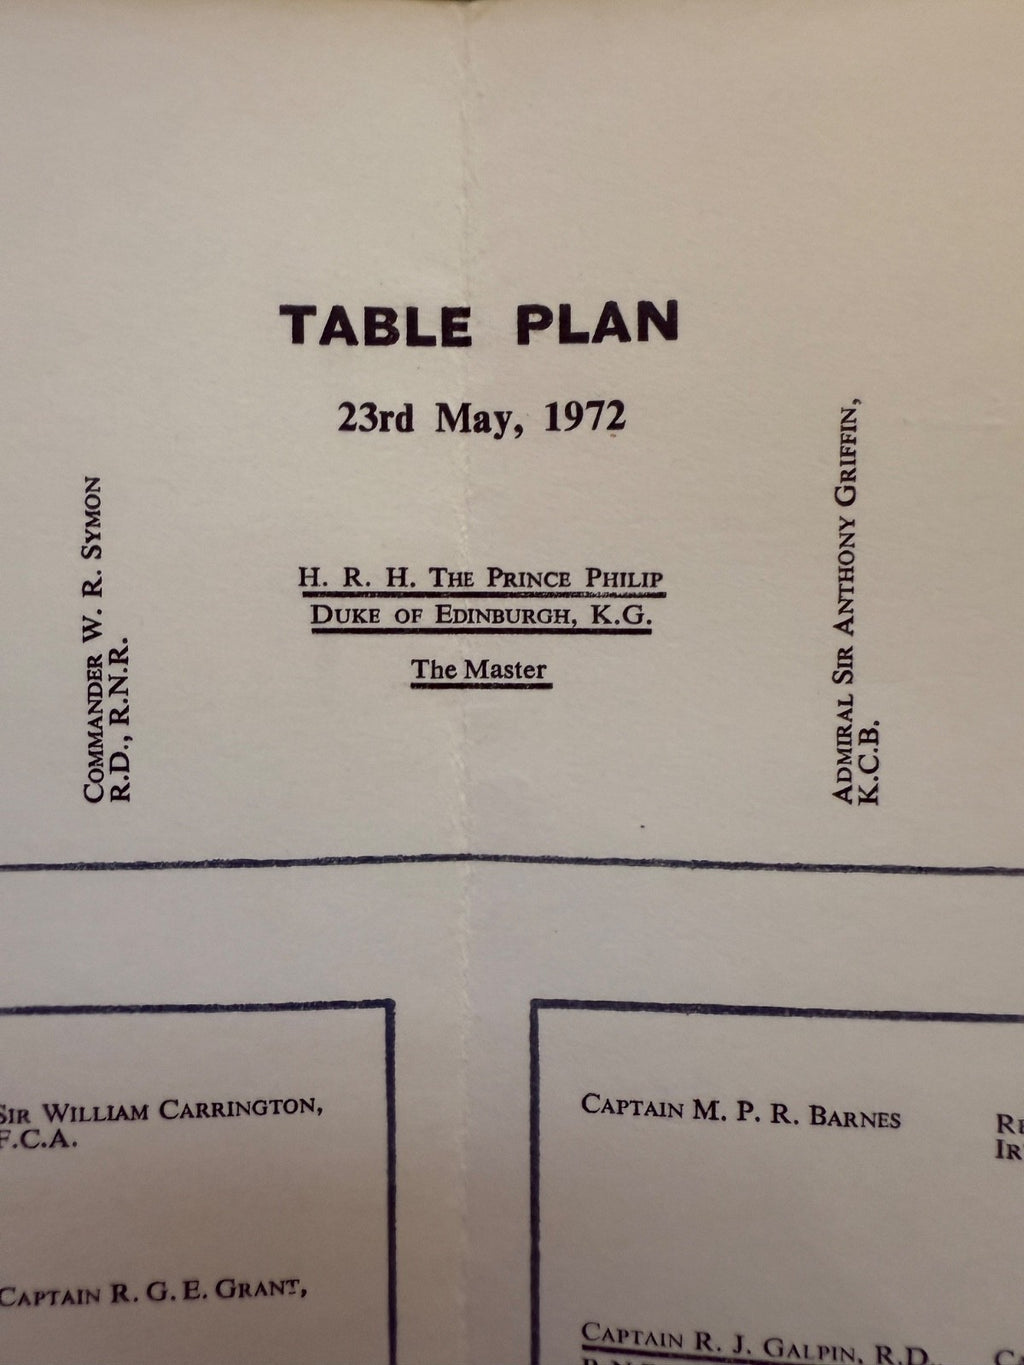 TABLE PLAN
23rd May, 1972
COMMANDER W. R. SYMON
R.D., R.N.R.
H. R. H. THE PRINCE PHILIP
DUKE OF EDINBURGH, K.G.
The Master
ADMIRAL SIR ANTHONY GRIFFIN,
K.C.B.
SIR WILLIAM CARRINGTON,
F.C.A.
CAPTAIN M. P. R. BARNES
CAPTAIN R. G. E. GRANT,
CAPTAIN R. J. GALPIN, R.D.